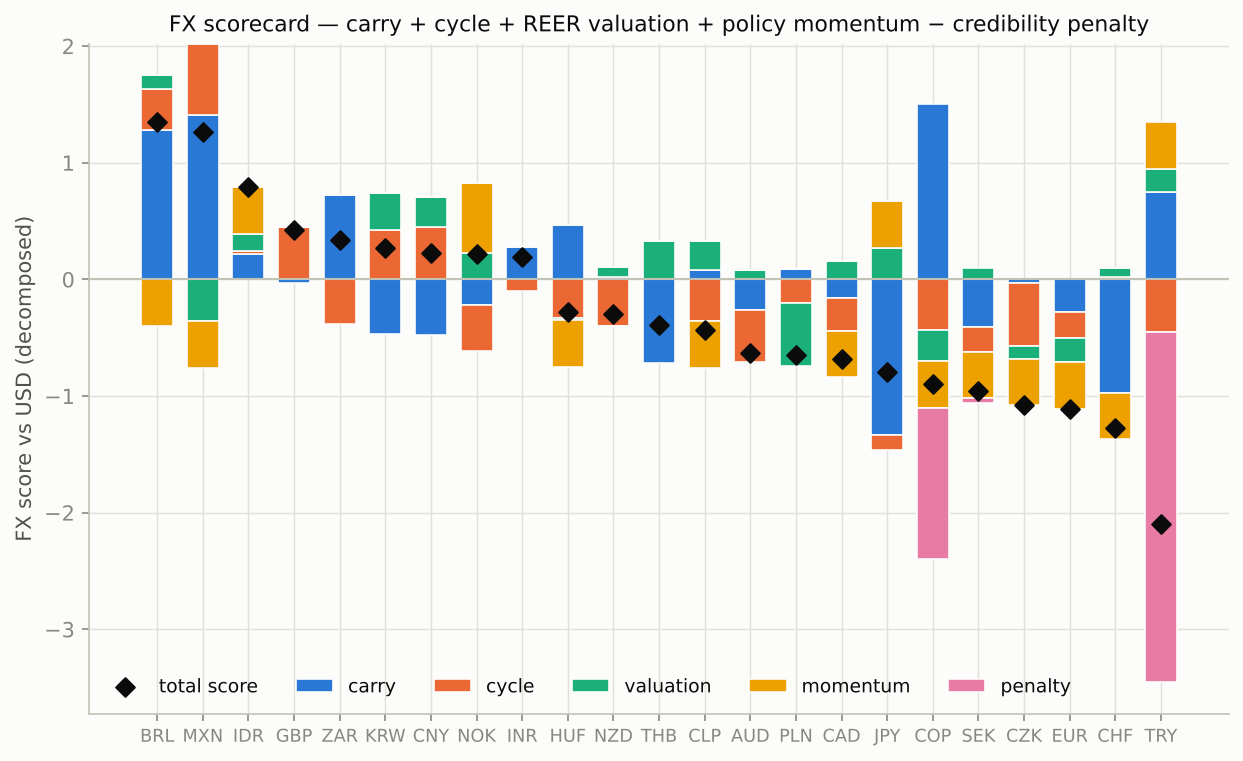 FX scorecard — carry + cycle + REER valuation + policy momentum − credibility penalty
FX score vs USD (decomposed)
2
1
0
−1
−2
−3
total score carry cycle valuation momentum penalty
BRL MXN IDR GBP ZAR KRW CNY NOK INR HUF NZD THB CLP AUD PLN CAD JPY COP SEK CZK EUR CHF TRY